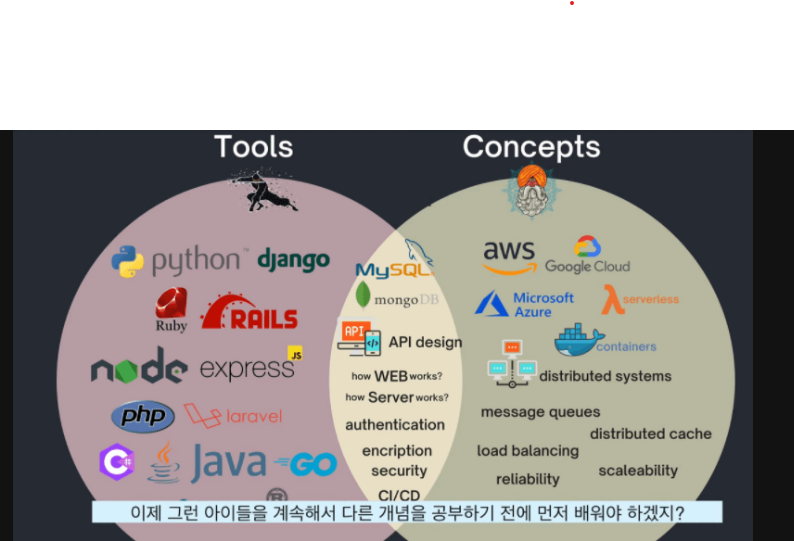 Tools
Concepts
python™ django
Ruby RAILS
node express JS
php laravel
C# Java GO
MySQL
mongoDB
API API design
how WEB works?
how Server works?
authentication
encription
security
CI/CD
aws Google Cloud
Microsoft Azure
serverless
containers
distributed systems
message queues
distributed cache
load balancing
scaleability
reliability
이제 그런 아이들을 계속해서 다른 개념을 공부하기 전에 먼저 배워야 하겠지?